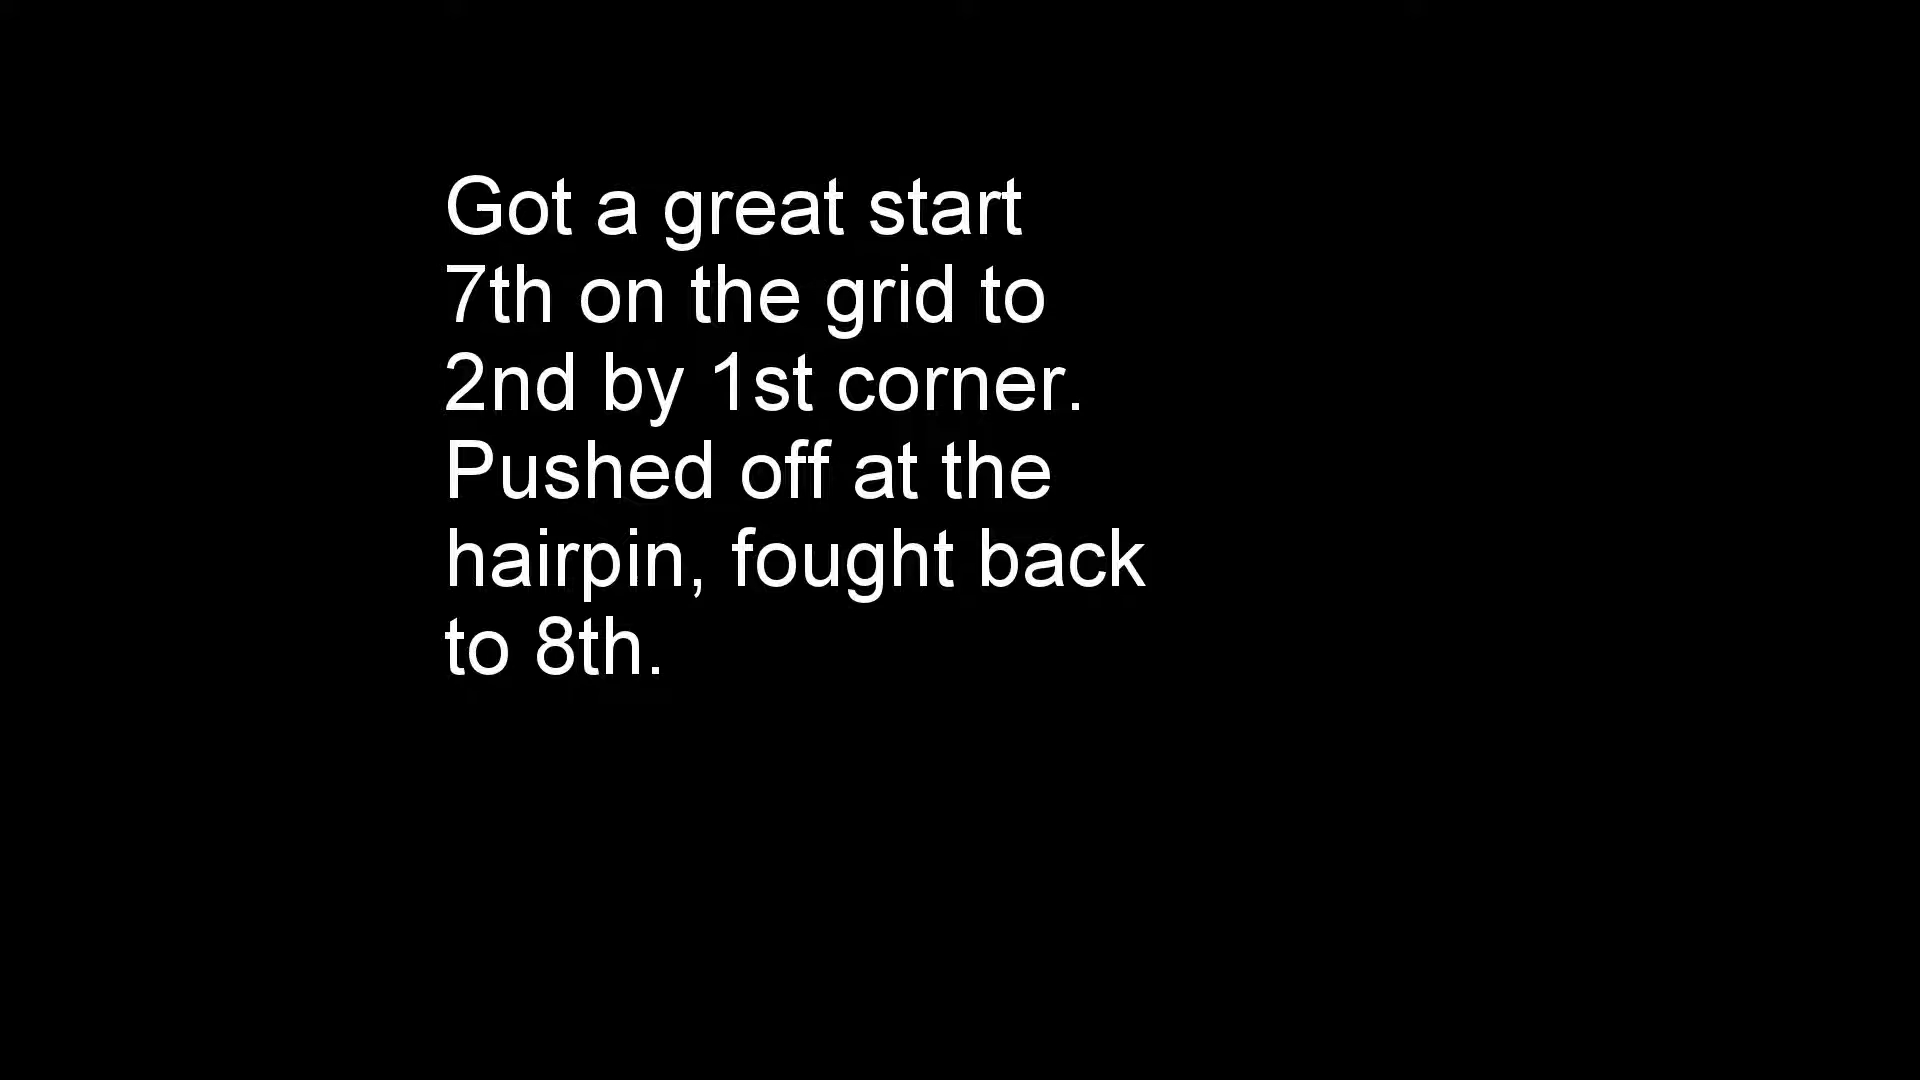 Got a great start
7th on the grid to
2nd by 1st corner.
Pushed off at the
hairpin, fought back
to 8th.